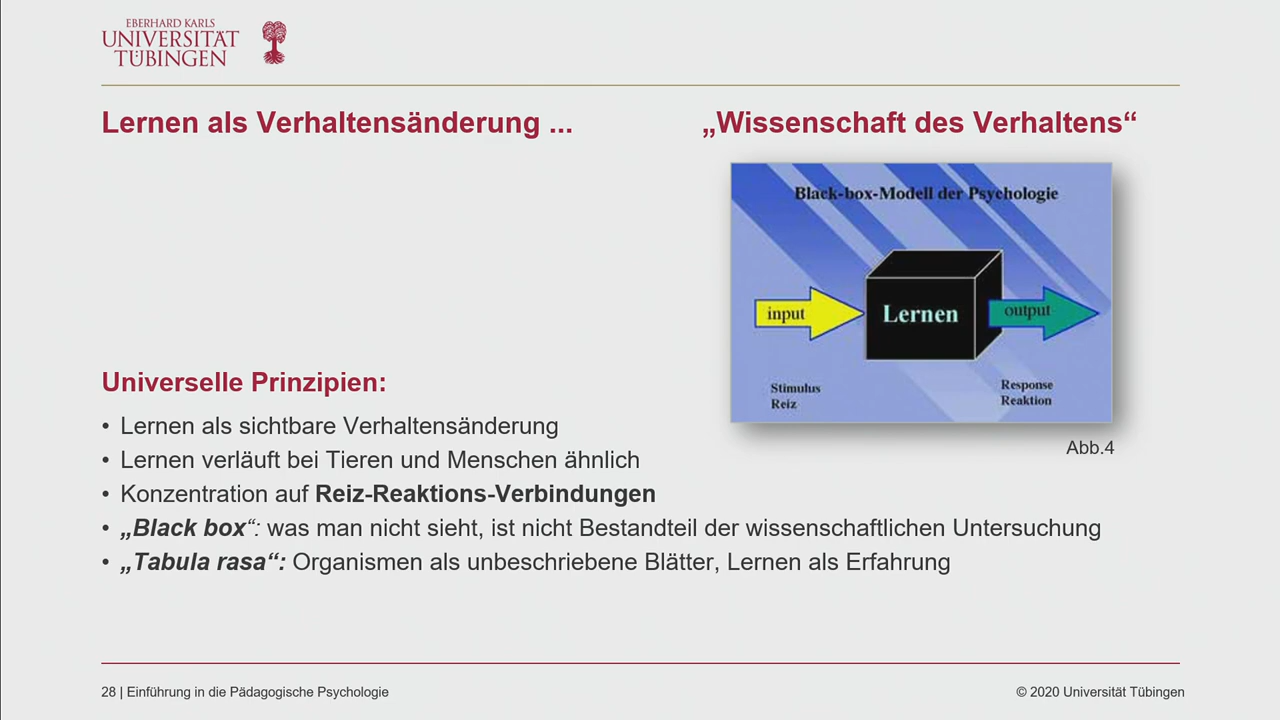 EBERHARD KARLS
UNIVERSITÄT
TÜBINGEN
Lernen als Verhaltensänderung ...
„Wissenschaft des Verhaltens“
Black-box-Modell der Psychologie
input
Lernen
output
Stimulus
Reiz
Response
Reaktion
Abb.4
Universelle Prinzipien:
• Lernen als sichtbare Verhaltensänderung
• Lernen verläuft bei Tieren und Menschen ähnlich
• Konzentration auf Reiz-Reaktions-Verbindungen
• „Black box“: was man nicht sieht, ist nicht Bestandteil der wissenschaftlichen Untersuchung
• „Tabula rasa“: Organismen als unbeschriebene Blätter, Lernen als Erfahrung
28 | Einführung in die Pädagogische Psychologie
© 2020 Universität Tübingen